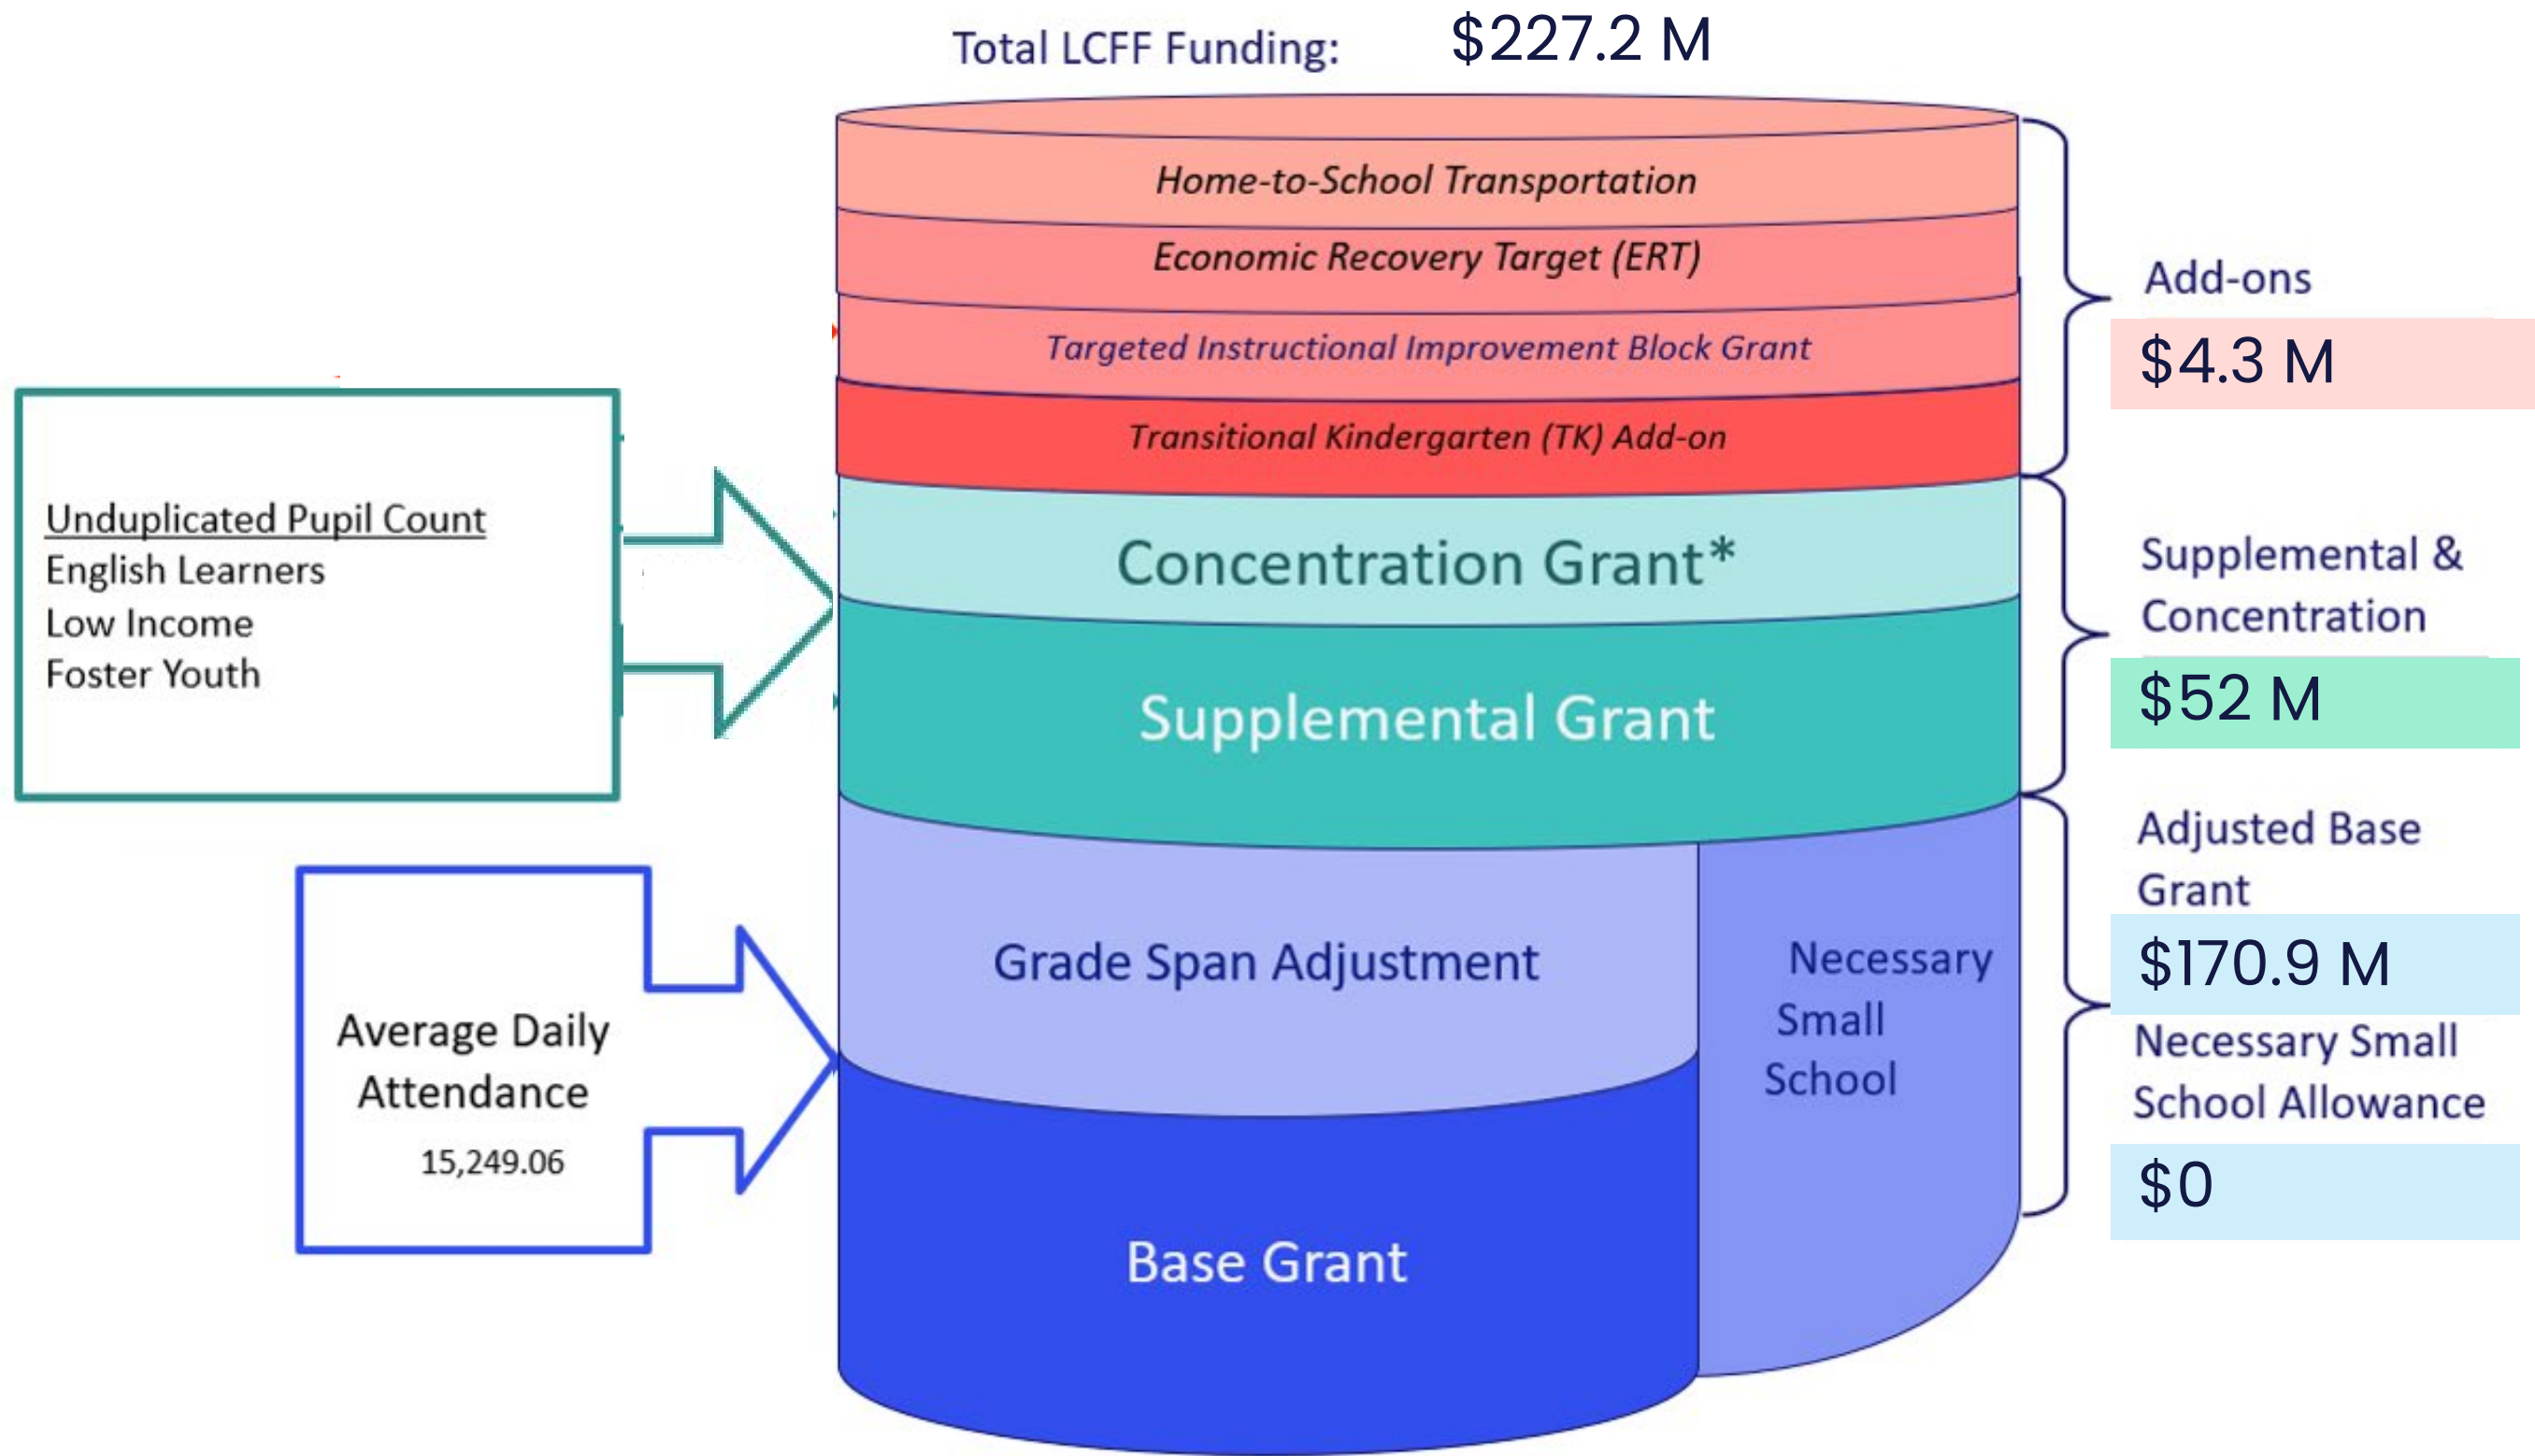 Total LCFF Funding: $227.2 M
Home-to-School Transportation
Economic Recovery Target (ERT)
Targeted Instructional Improvement Block Grant
Transitional Kindergarten (TK) Add-on
Add-ons
$4.3 M
Unduplicated Pupil Count
English Learners
Low Income
Foster Youth
Concentration Grant*
Supplemental Grant
Supplemental &
Concentration
$52 M
Average Daily
Attendance
15,249.06
Grade Span Adjustment
Base Grant
Necessary
Small
School
Adjusted Base
Grant
$170.9 M
Necessary Small
School Allowance
$0